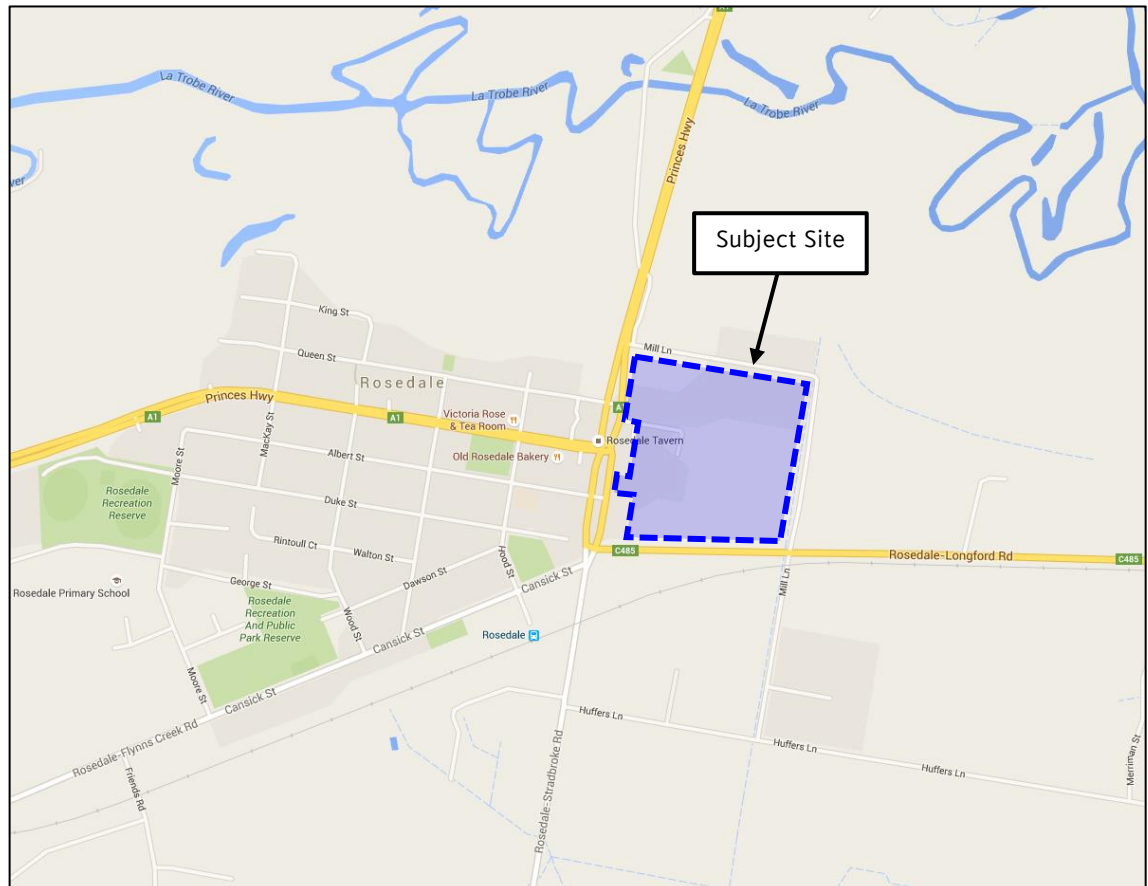 A1
La Trobe River
La Trobe River
La Trobe River
River
Princes Hwy
Subject Site
King St
Queen St
Mill Ln
Rosedale
Princes Hwy
A1
A1
A
MacKay St
Victoria Rose
& Tea Room
Rosedale Tavern
Old Rosedale Bakery
Moore St
Albert St
Rosedale
Recreation
Reserve
Duke St
Rintoull Ct
Walton St
Hood St
C485
Rosedale-Longford Rd
Dawson St
Cansick St
George St
Rosedale Primary School
Rosedale
Recreation
And Public
Park Reserve
Wood St
Mill Ln
Cansick St
Rosedale
Moore St
Cansick St
Huffers Ln
Rosedale-Flynns Creek Rd
Huffers Ln
Huffers Ln
Merriman St
Friends Rd
Rosedale-Stradbroke Rd